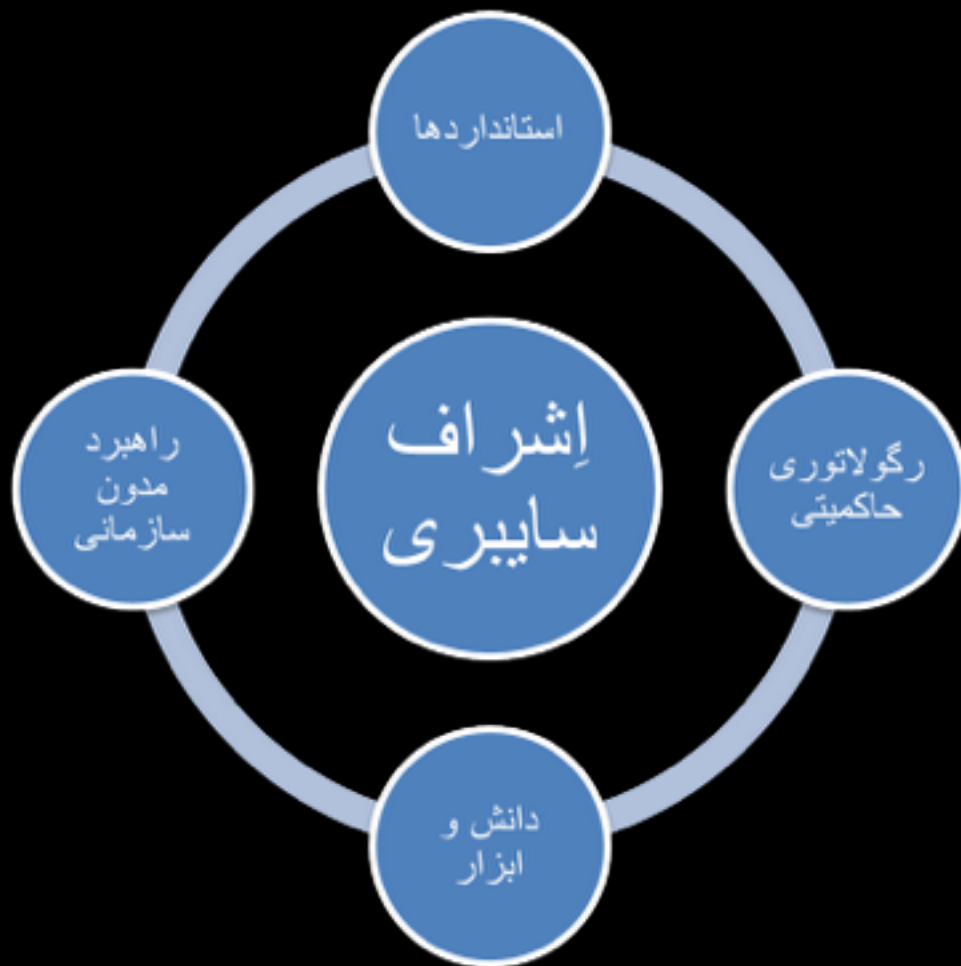 استانداردها
اِشراف
سایبری
رگولاتوری
حاکمیتی
دانش و
ابزار
راهبرد
مدون
سازمانی